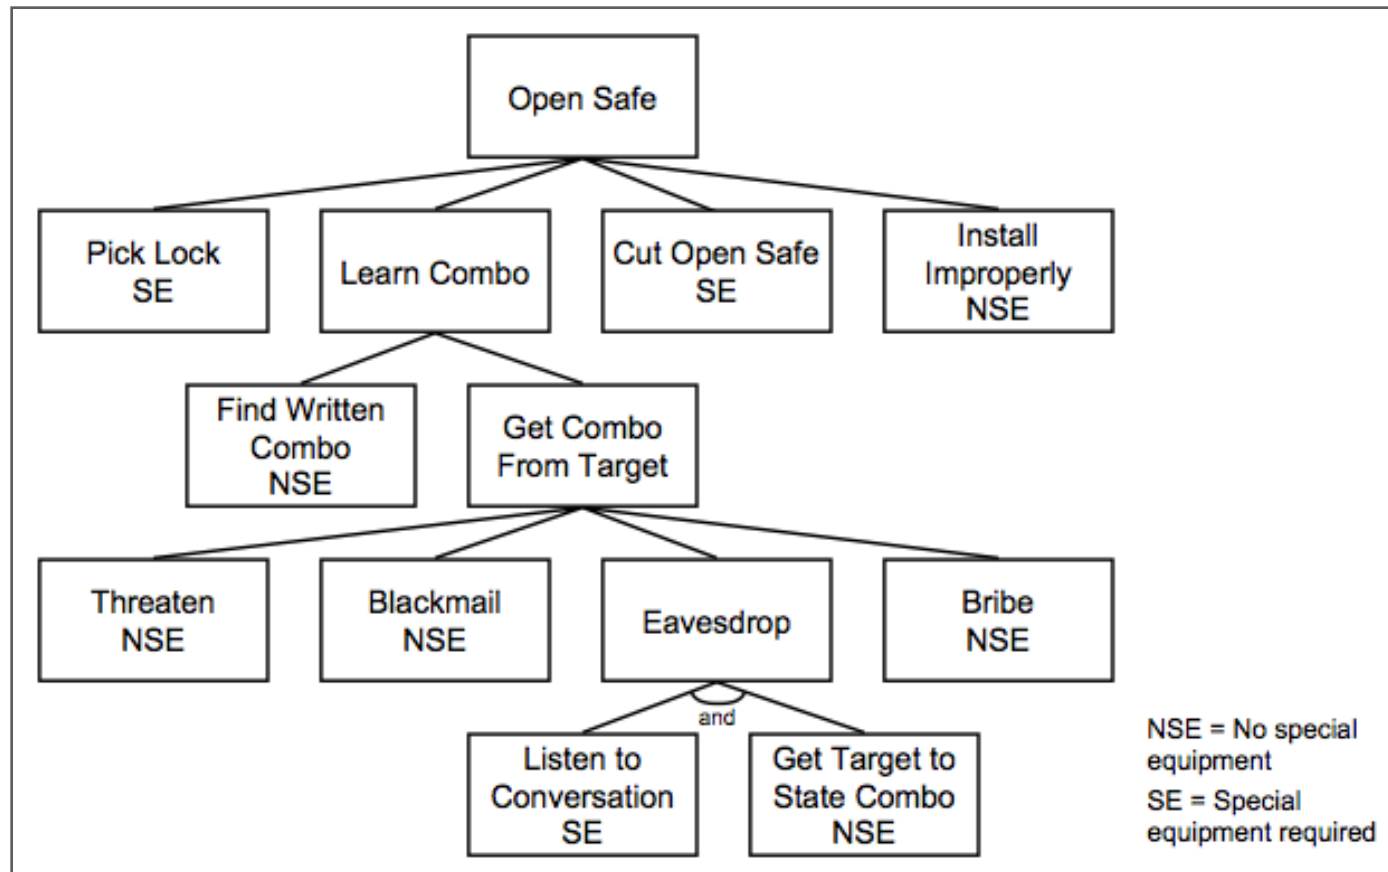 Open Safe
Pick Lock
SE
Learn Combo
Cut Open Safe
SE
Install
Improperly
NSE
Find Written
Combo
NSE
Get Combo
From Target
Threaten
NSE
Blackmail
NSE
Eavesdrop
Bribe
NSE
and
Listen to
Conversation
SE
Get Target to
State Combo
NSE
NSE = No special
equipment
SE = Special
equipment required